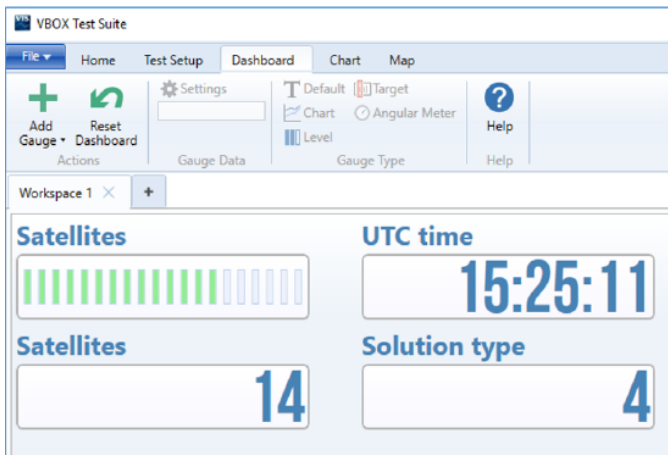 VTS VBOX Test Suite
File Home Test Setup Dashboard Chart Map
Add Gauge
Reset Dashboard
Actions
Settings
Gauge Data
T Default Target
Chart Angular Meter
Level
Gauge Type
? Help
Help
Workspace 1 × +
Satellites
UTC time
15:25:11
Satellites
14
Solution type
4